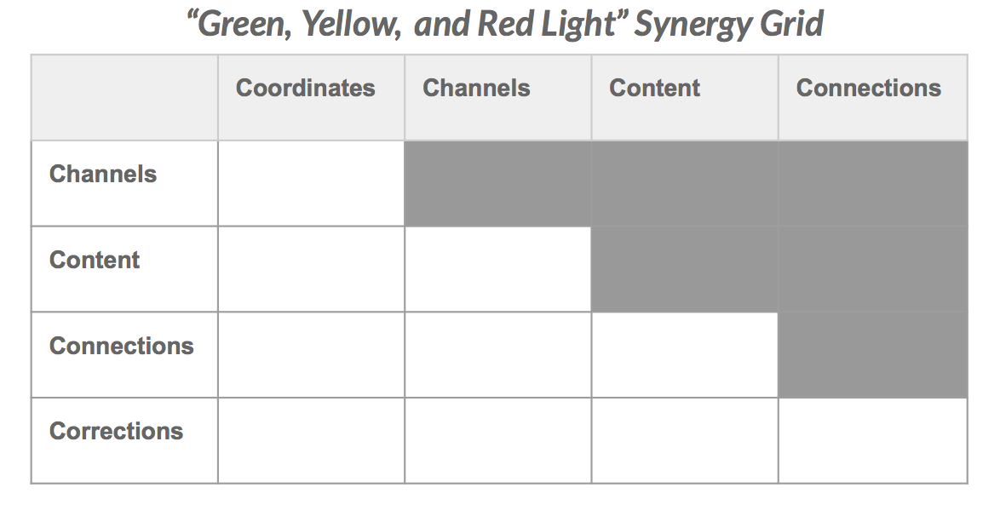 “Green, Yellow, and Red Light” Synergy Grid
Coordinates Channels Content Connections
Channels
Content
Connections
Corrections